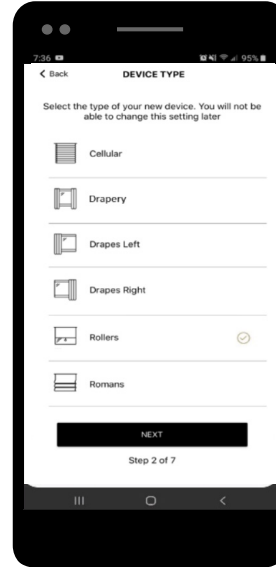 7:36 95%
Back DEVICE TYPE
Select the type of your new device. You will not be
able to change this setting later
Cellular
Drapery
Drapes Left
Drapes Right
Rollers
Romans
NEXT
Step 2 of 7